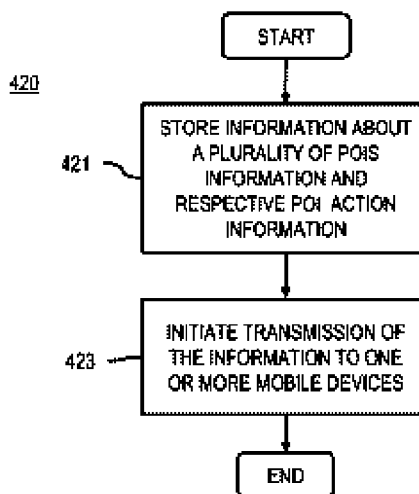 START
420
STORE INFORMATION ABOUT
A PLURALITY OF POIS
INFORMATION AND
RESPECTIVE POI ACTION
INFORMATION
421
INITIATE TRANSMISSION OF
THE INFORMATION TO ONE
OR MORE MOBILE DEVICES
423
END